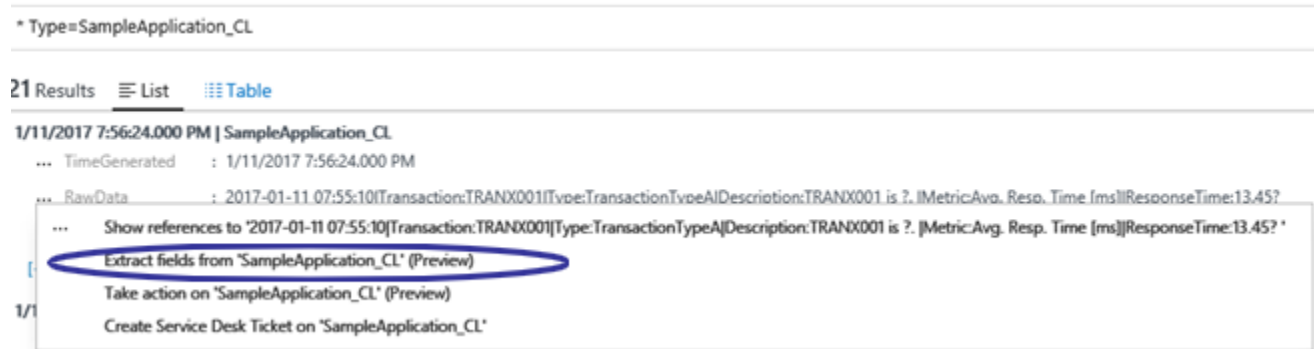 * Type=SampleApplication_CL
21 Results List Table
1/11/2017 7:56:24.000 PM | SampleApplication_CL
... TimeGenerated : 1/11/2017 7:56:24.000 PM
... RawData : 2017-01-11 07:55:10|Transaction:TRANX001|Type:TransactionTypeA|Description:TRANX001 is ?. |Metric:Avg. Resp. Time [ms]|ResponseTime:13.45?
... Show references to '2017-01-11 07:55:10|Transaction:TRANX001|Type:TransactionTypeA|Description:TRANX001 is ?. |Metric:Avg. Resp. Time [ms]|ResponseTime:13.45? '
Extract fields from 'SampleApplication_CL' (Preview)
Take action on 'SampleApplication_CL' (Preview)
Create Service Desk Ticket on 'SampleApplication_CL'